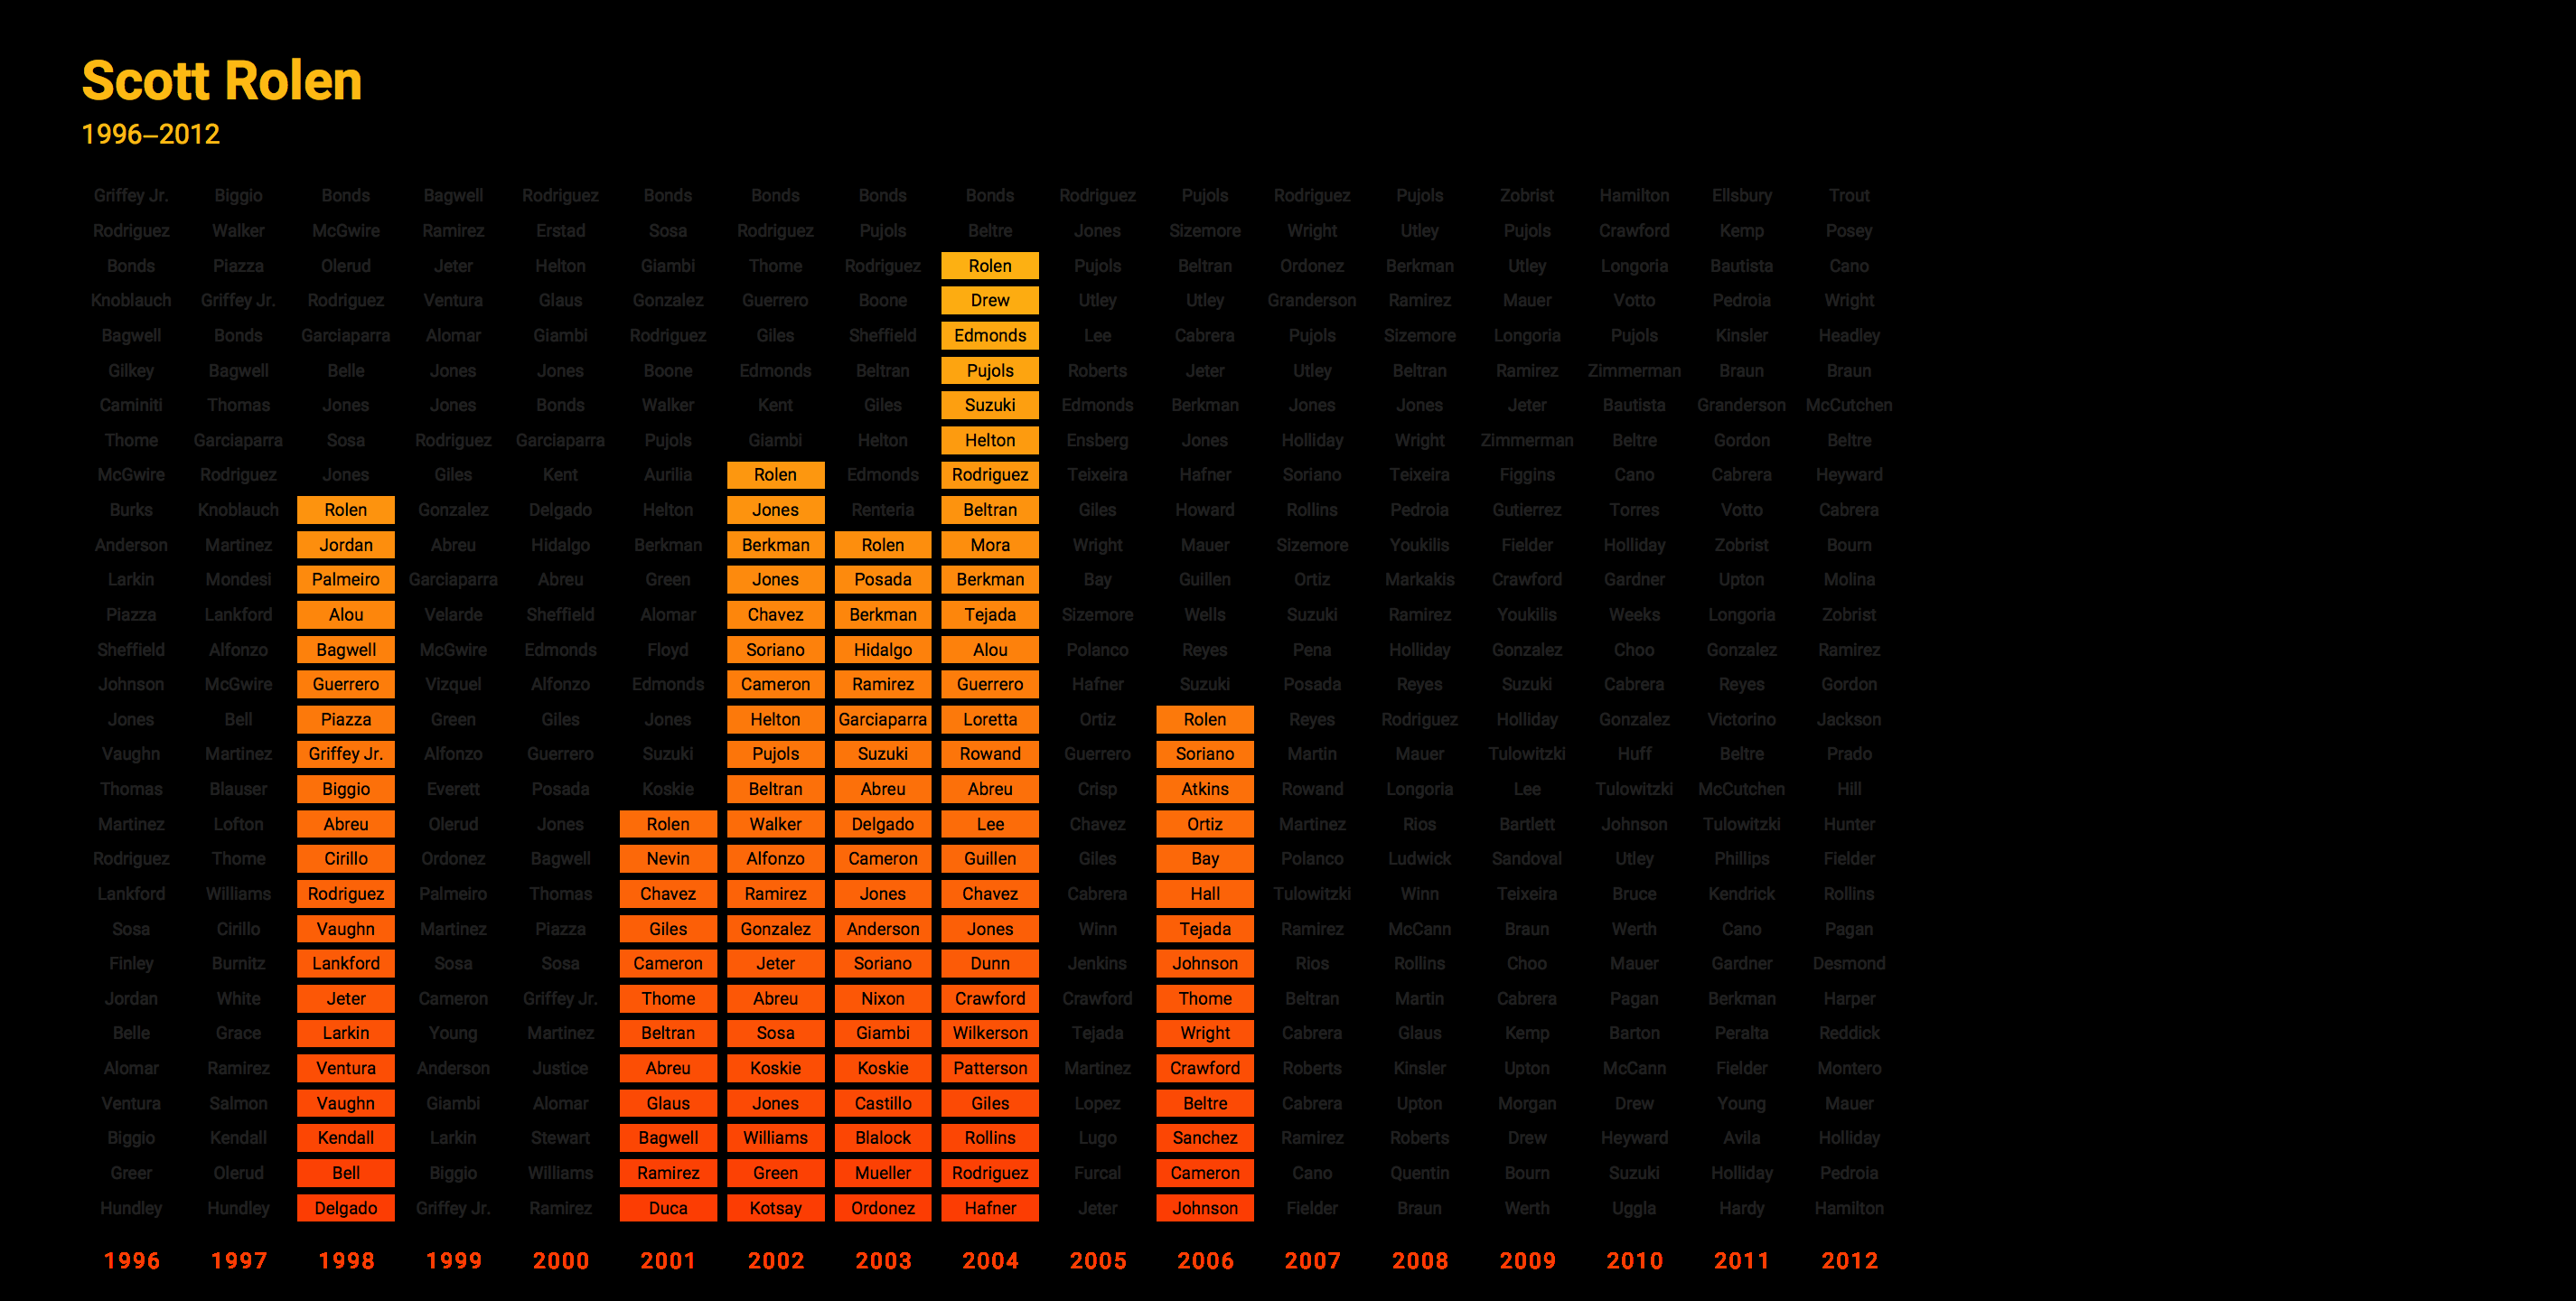 Scott Rolen
1996–2012
Griffey Jr. Biggio Bonds Bagwell Rodriguez Bonds Bonds Bonds Bonds Rodriguez Pujols Rodriguez Pujols Zobrist Hamilton Ellsbury Trout
Rodriguez Walker McGwire Ramirez Erstad Sosa Rodriguez Pujols Beltre Jones Sizemore Wright Utley Pujols Crawford Kemp Posey
Bonds Piazza Olerud Jeter Helton Giambi Thome Rodriguez Rolen Pujols Beltran Ordonez Berkman Utley Longoria Bautista Cano
Knoblauch Griffey Jr. Rodriguez Ventura Glaus Gonzalez Guerrero Boone Drew Utley Utley Granderson Ramirez Mauer Votto Pedroia Wright
Bagwell Bonds Garciaparra Alomar Giambi Rodriguez Giles Sheffield Edmonds Lee Cabrera Pujols Sizemore Longoria Pujols Kinsler Headley
Gilkey Bagwell Belle Jones Jones Boone Edmonds Beltran Pujols Roberts Jeter Utley Beltran Ramirez Zimmerman Braun Braun
Caminiti Thomas Jones Jones Bonds Walker Kent Giles Suzuki Edmonds Berkman Jones Jones Jeter Bautista Granderson McCutchen
Thome Garciaparra Sosa Rodriguez Garciaparra Pujols Giambi Helton Helton Ensberg Jones Holliday Wright Zimmerman Beltre Gordon Beltre
McGwire Rodriguez Jones Giles Kent Aurilia Rolen Edmonds Rodriguez Teixeira Hafner Soriano Teixeira Figgins Cano Cabrera Heyward
Burks Knoblauch Rolen Gonzalez Delgado Helton Jones Renteria Beltran Giles Howard Rollins Pedroia Gutierrez Torres Votto Cabrera
Anderson Martinez Jordan Abreu Hidalgo Berkman Berkman Rolen Mora Wright Mauer Sizemore Youkilis Fielder Holliday Zobrist Bourn
Larkin Mondesi Palmeiro Garciaparra Abreu Green Jones Posada Berkman Bay Guillen Ortiz Markakis Crawford Gardner Upton Molina
Piazza Lankford Alou Velarde Sheffield Alomar Chavez Berkman Tejada Sizemore Wells Suzuki Ramirez Youkilis Weeks Longoria Zobrist
Sheffield Alfonzo Bagwell McGwire Edmonds Floyd Soriano Hidalgo Alou Polanco Reyes Pena Holliday Gonzalez Choo Gonzalez Ramirez
Johnson McGwire Guerrero Vizquel Alfonzo Edmonds Cameron Ramirez Guerrero Hafner Suzuki Posada Reyes Suzuki Cabrera Reyes Gordon
Jones Bell Piazza Green Giles Jones Helton Garciaparra Loretta Ortiz Rolen Reyes Rodriguez Holliday Gonzalez Victorino Jackson
Vaughn Martinez Griffey Jr. Alfonzo Guerrero Suzuki Pujols Suzuki Rowand Guerrero Soriano Martin Mauer Tulowitzki Huff Beltre Prado
Thomas Blauser Biggio Everett Posada Koskie Beltran Abreu Abreu Crisp Atkins Rowand Longoria Lee Tulowitzki McCutchen Hill
Martinez Lofton Abreu Olerud Jones Rolen Walker Delgado Lee Chavez Ortiz Martinez Rios Bartlett Johnson Tulowitzki Hunter
Rodriguez Thome Cirillo Ordonez Bagwell Nevin Alfonzo Cameron Guillen Giles Bay Polanco Ludwick Sandoval Utley Phillips Fielder
Lankford Williams Rodriguez Palmeiro Thomas Chavez Ramirez Jones Chavez Cabrera Hall Tulowitzki Winn Teixeira Bruce Kendrick Rollins
Sosa Cirillo Vaughn Martinez Piazza Giles Gonzalez Anderson Jones Winn Tejada Ramirez McCann Braun Werth Cano Pagan
Finley Burnitz Lankford Sosa Sosa Cameron Jeter Soriano Dunn Jenkins Johnson Rios Rollins Choo Mauer Gardner Desmond
Jordan White Jeter Cameron Griffey Jr. Thome Abreu Nixon Crawford Crawford Thome Beltran Martin Cabrera Pagan Berkman Harper
Belle Grace Larkin Young Martinez Beltran Sosa Giambi Wilkerson Tejada Wright Cabrera Glaus Kemp Barton Peralta Reddick
Alomar Ramirez Ventura Anderson Justice Abreu Koskie Koskie Patterson Martinez Crawford Roberts Kinsler Upton McCann Fielder Montero
Ventura Salmon Vaughn Giambi Alomar Glaus Jones Castillo Giles Lopez Beltre Cabrera Upton Morgan Drew Young Mauer
Biggio Kendall Kendall Larkin Stewart Bagwell Williams Blalock Rollins Lugo Sanchez Ramirez Roberts Drew Heyward Avila Holliday
Greer Olerud Bell Biggio Williams Ramirez Green Mueller Rodriguez Furcal Cameron Cano Quentin Bourn Suzuki Holliday Pedroia
Hundley Hundley Delgado Griffey Jr. Ramirez Duca Kotsay Ordonez Hafner Jeter Johnson Fielder Braun Werth Uggla Hardy Hamilton
1996 1997 1998 1999 2000 2001 2002 2003 2004 2005 2006 2007 2008 2009 2010 2011 2012